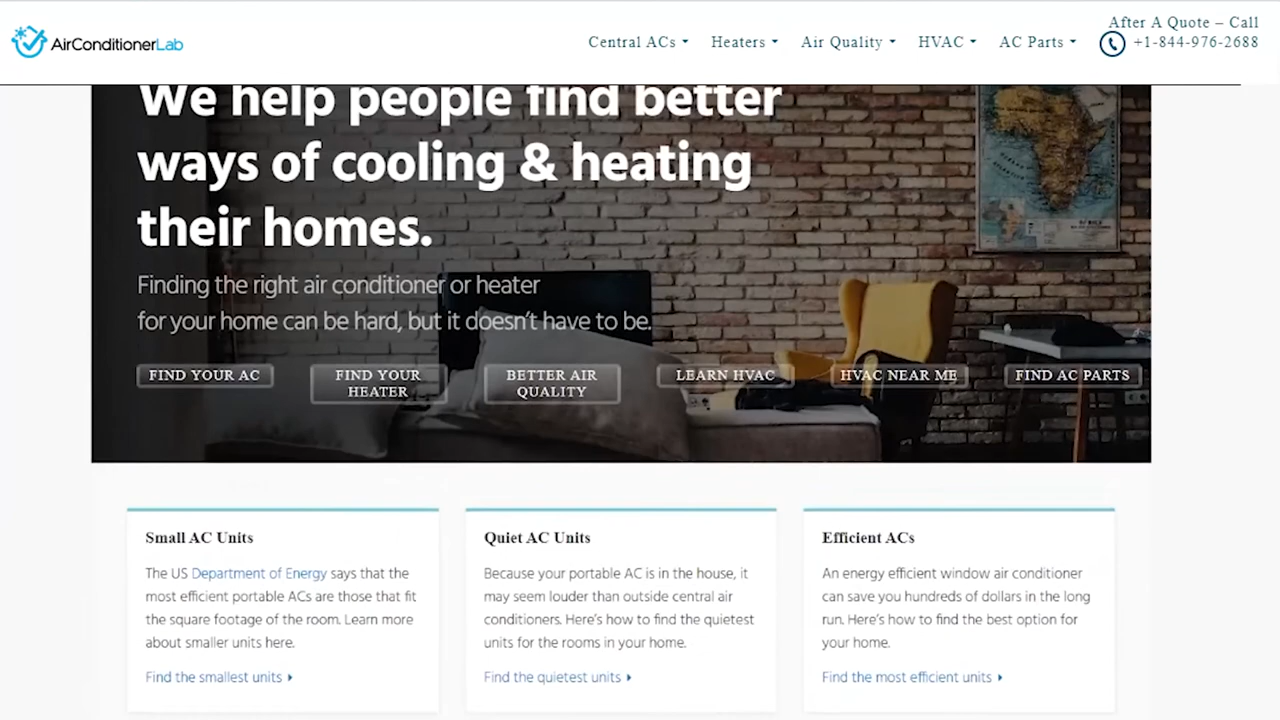 AirConditionerLab
Central ACs
Heaters
Air Quality
HVAC
AC Parts
After A Quote – Call
+1-844-976-2688
We help people find better
ways of cooling & heating
their homes.
Finding the right air conditioner or heater
for your home can be hard, but it doesn't have to be.
FIND YOUR AC
FIND YOUR
HEATER
BETTER AIR
QUALITY
LEARN HVAC
HVAC NEAR ME
FIND AC PARTS
Small AC Units
The US Department of Energy says that the
most efficient portable ACs are those that fit
the square footage of the room. Learn more
about smaller units here.
Find the smallest units
Quiet AC Units
Because your portable AC is in the house, it
may seem louder than outside central air
conditioners. Here's how to find the quietest
units for the rooms in your home.
Find the quietest units
Efficient ACs
An energy efficient window air conditioner
can save you hundreds of dollars in the long
run. Here's how to find the best option for
your home.
Find the most efficient units